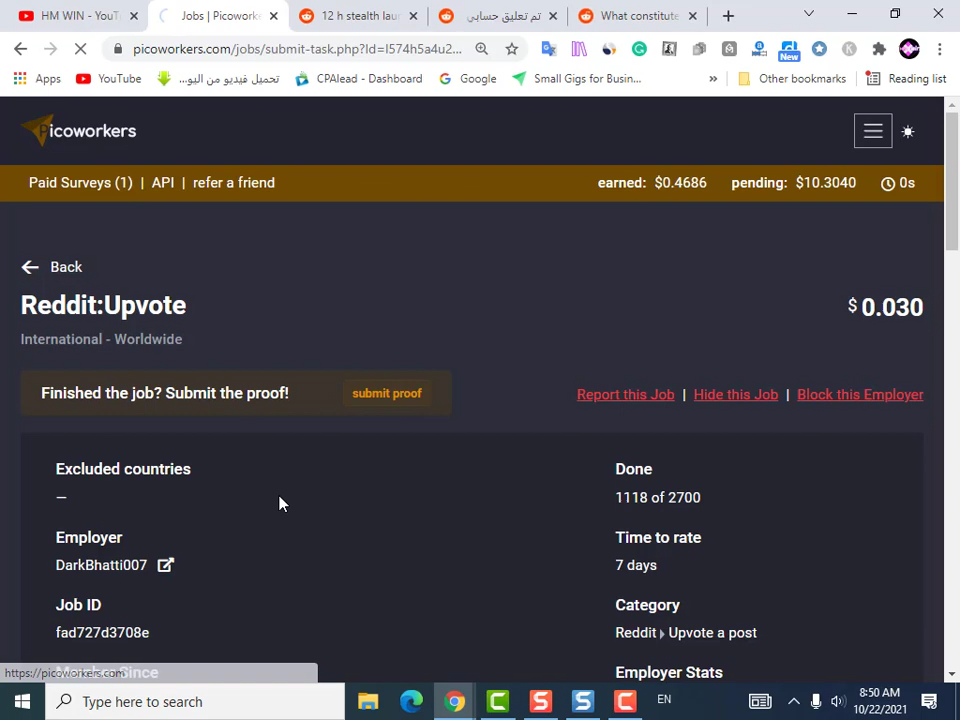 HM WIN - YouTu
Jobs | Picowork
12 h stealth lau
تم تعليق حسابي
What constitute
picoworkers.com/jobs/submit-task.php?Id=I574h5a4u2...
New
Apps
YouTube
تحميل فيديو من اليو...
CPAlead - Dashboard
Google
Small Gigs for Busin...
»
Other bookmarks
Reading list
Picoworkers
Paid Surveys (1) | API | refer a friend
earned: $0.4686 pending: $10.3040 0s
Back
Reddit:Upvote
$ 0.030
International - Worldwide
Finished the job? Submit the proof! submit proof
Report this Job | Hide this Job | Block this Employer
Excluded countries
—
Done
1118 of 2700
Employer
DarkBhatti007
Time to rate
7 days
Job ID
fad727d3708e
Category
Reddit Upvote a post
Member Since
Employer Stats
https://picoworkers.com
Type here to search
EN
8:50 AM
10/22/2021